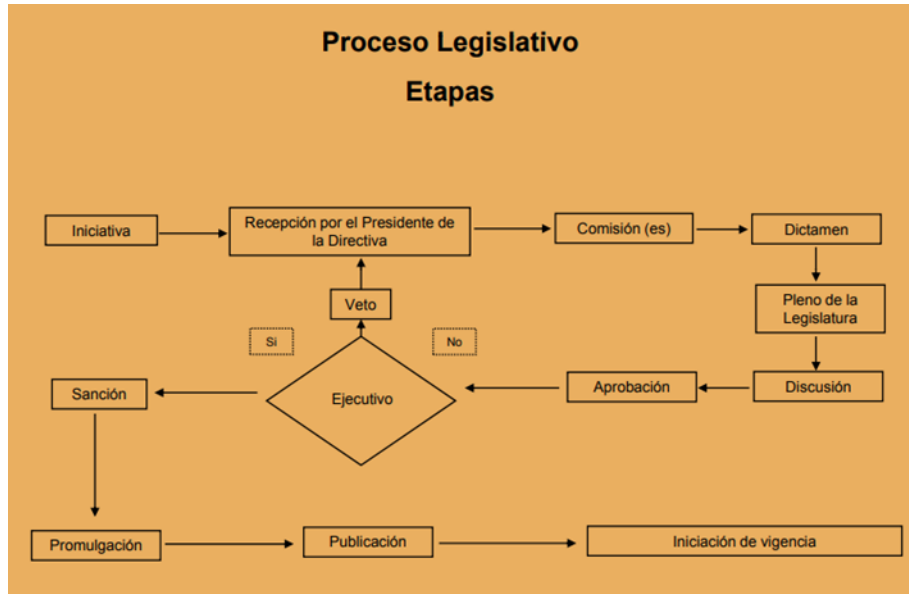 Proceso Legislativo
Etapas
Iniciativa
Recepción por el Presidente de
la Directiva
Comisión (es)
Dictamen
Pleno de la
Legislatura
Veto
Si
No
Sanción
Ejecutivo
Aprobación
Discusión
Promulgación
Publicación
Iniciación de vigencia